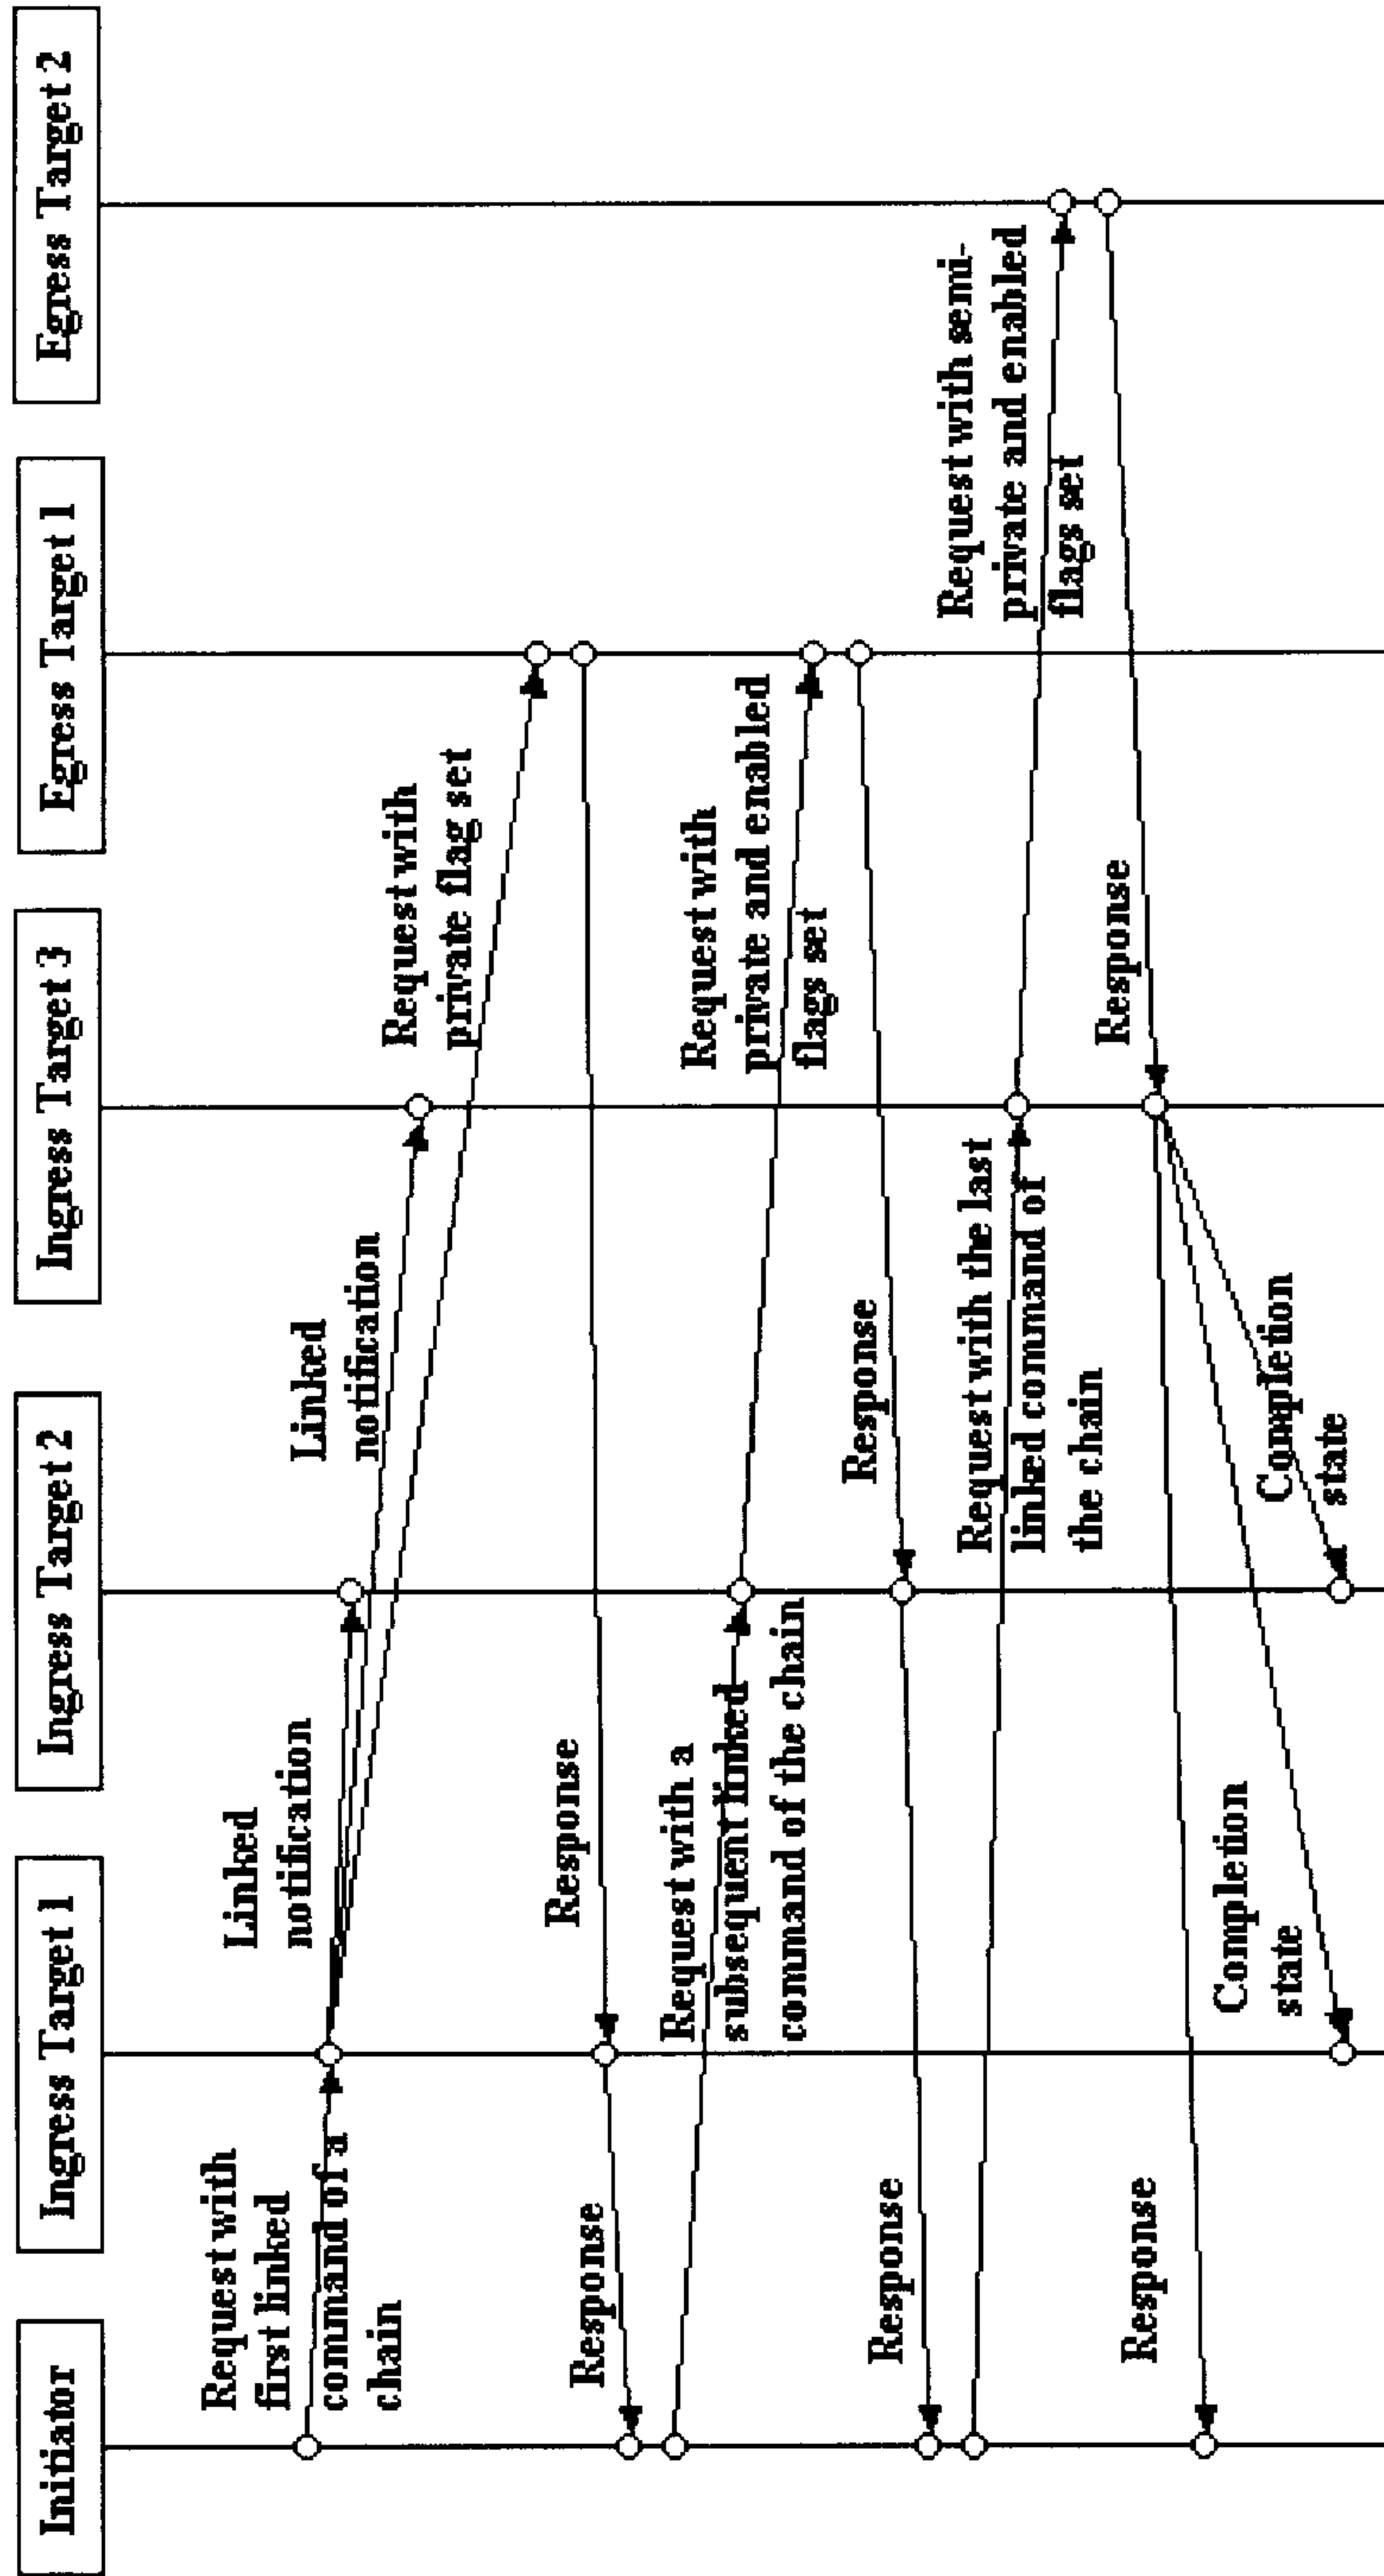 Initiator
Ingress Target 1
Ingress Target 2
Ingress Target 3
Egress Target 1
Egress Target 2
Request with
first linked
command of a
chain
Linked
notification
Linked
notification
Request with
private flag set
Response
Response
Request with a
subsequent linked
command of the chain
Request with
private and enabled
flags set
Response
Response
Request with the last
linked command of
the chain
Request with semi-
private and enabled
flags set
Response
Response
Completion
state
Completion
state